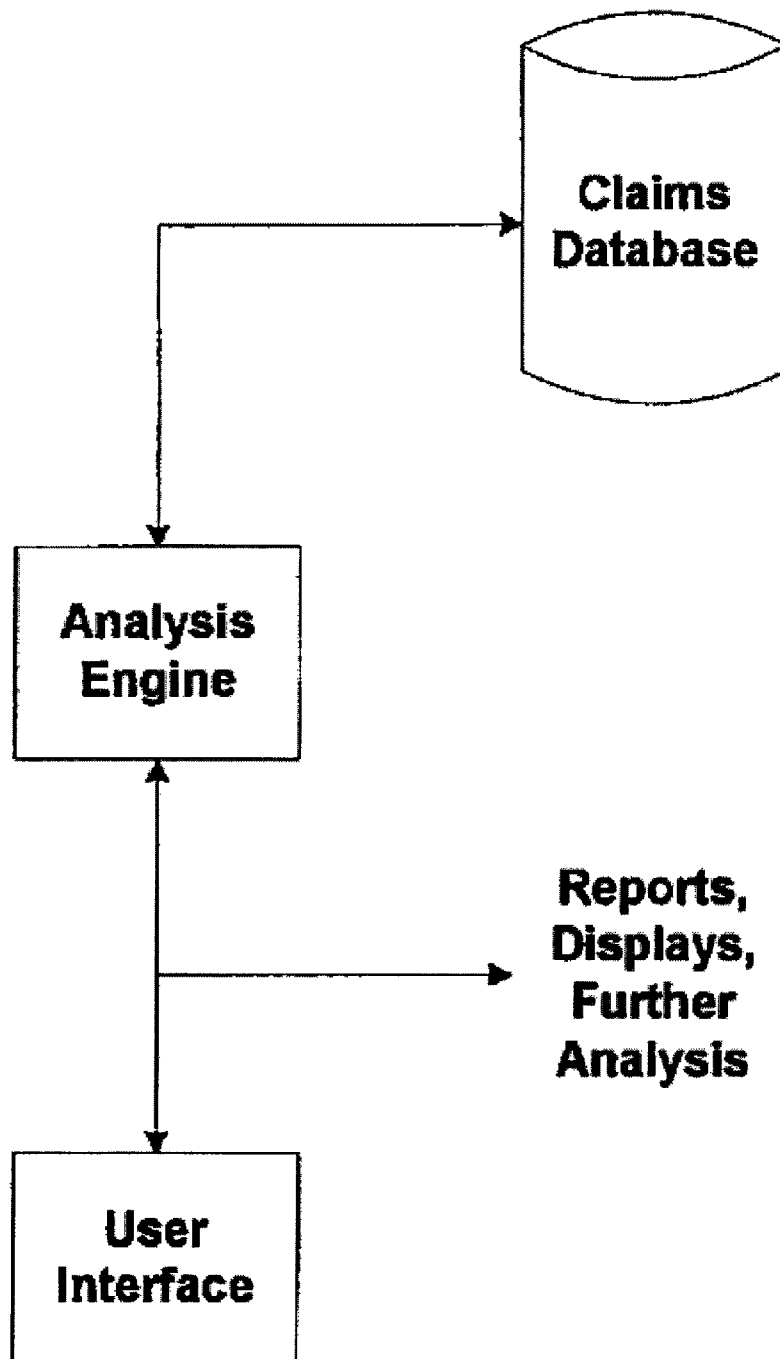 Claims
Database
Analysis
Engine
Reports,
Displays,
Further
Analysis
User
Interface